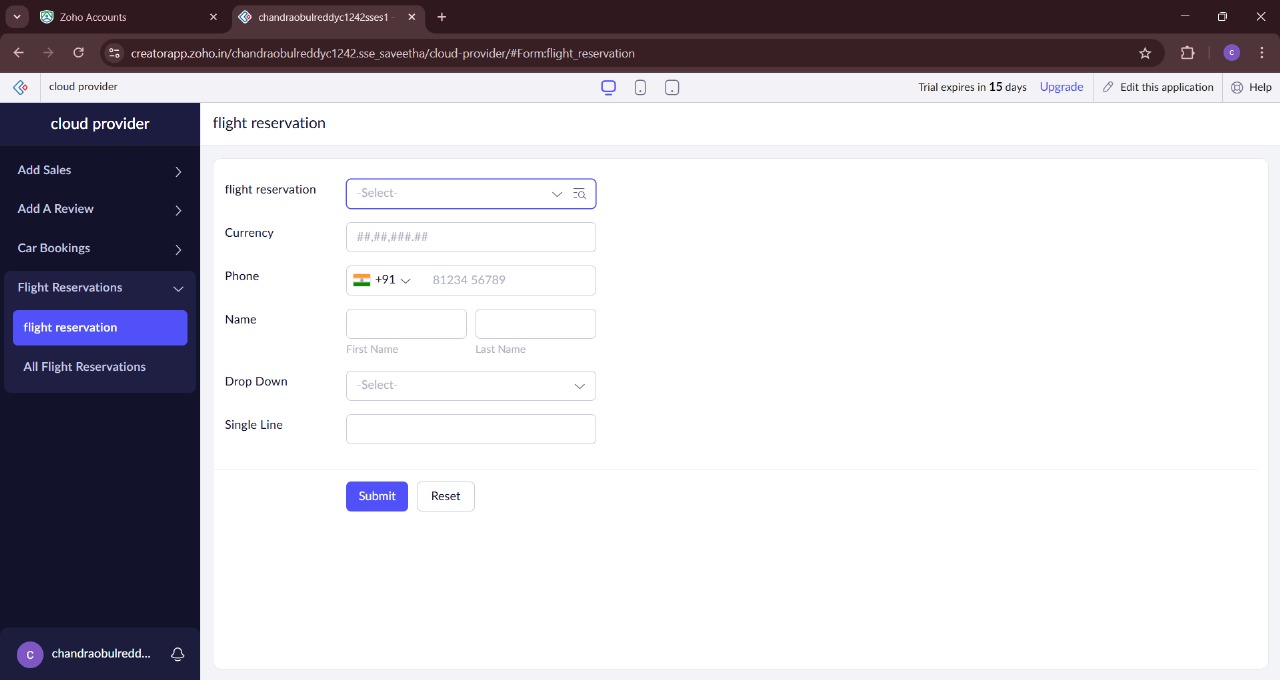 Zoho Accounts
chandraobulreddyc1242sses1 -
creatorapp.zoho.in/chandraobulreddyc1242.sse_saveetha/cloud-provider/#Form:flight_reservation
C
cloud provider
Trial expires in 15 days
Upgrade
Edit this application
Help
cloud provider
flight reservation
Add Sales
Add A Review
Car Bookings
Flight Reservations
flight reservation
All Flight Reservations
flight reservation
-Select-
Currency
##,##,###.##
Phone
+91
81234 56789
Name
First Name
Last Name
Drop Down
-Select-
Single Line
Submit
Reset
C
chandraobulredd...